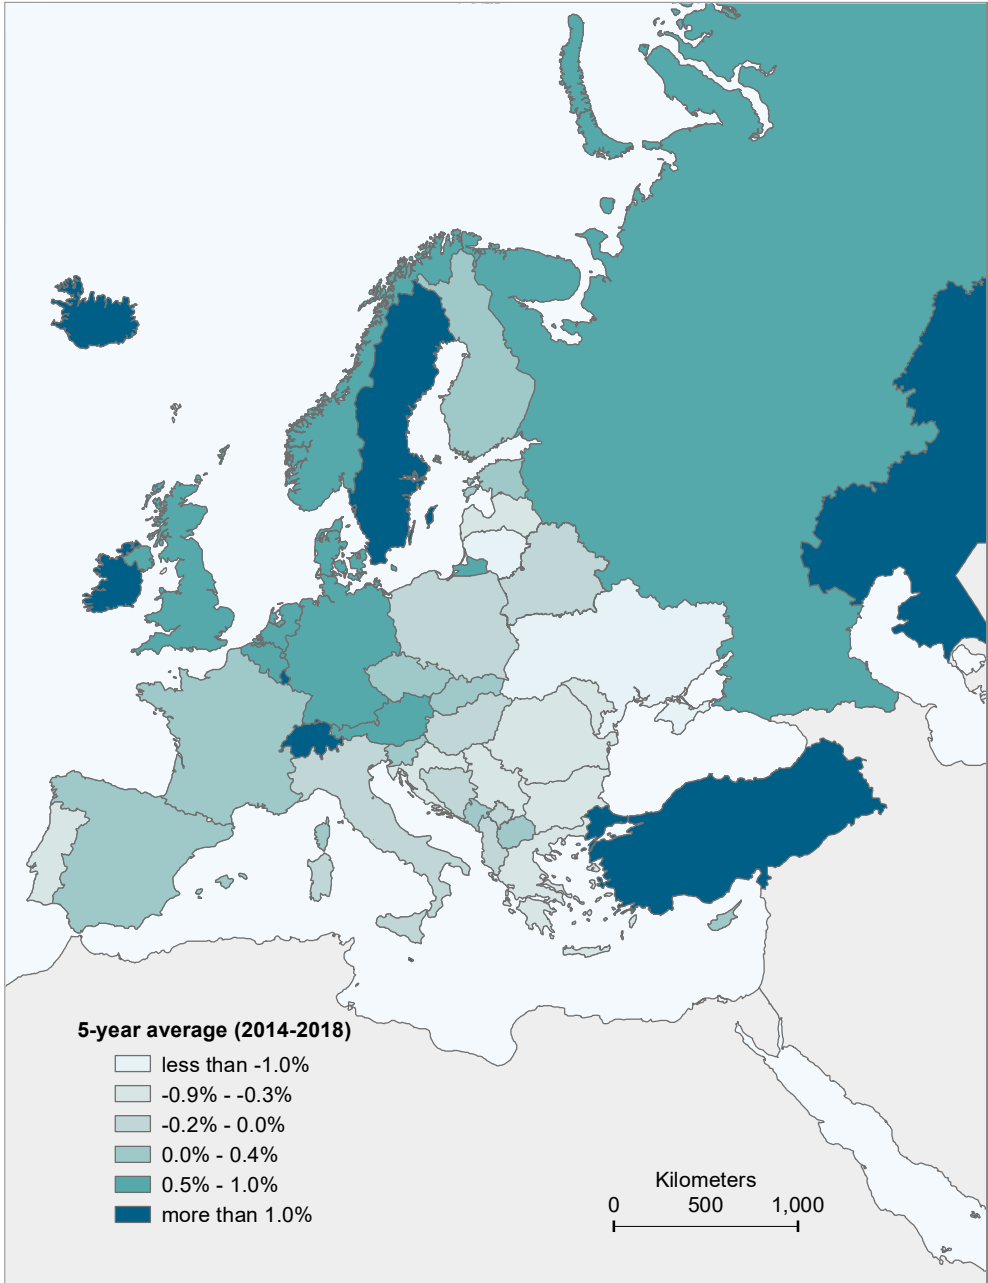 5-year average (2014-2018)
less than -1.0%
-0.9% - -0.3%
-0.2% - 0.0%
0.0% - 0.4%
0.5% - 1.0%
more than 1.0%
Kilometers
0 500 1,000